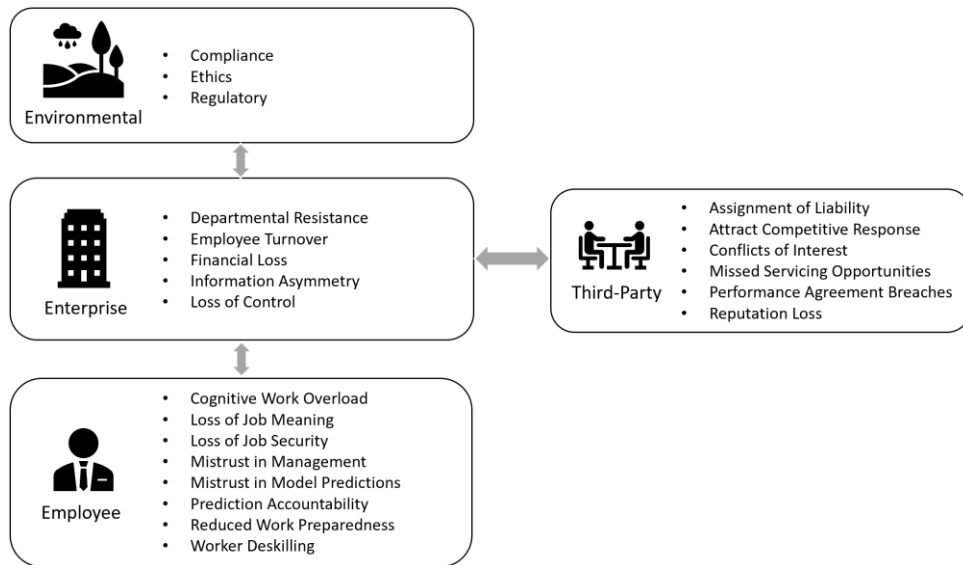 • Compliance
• Ethics
• Regulatory
Environmental
• Departmental Resistance
• Employee Turnover
• Financial Loss
• Information Asymmetry
• Loss of Control
Enterprise
• Assignment of Liability
• Attract Competitive Response
• Conflicts of Interest
• Missed Servicing Opportunities
• Performance Agreement Breaches
• Reputation Loss
Third-Party
• Cognitive Work Overload
• Loss of Job Meaning
• Loss of Job Security
• Mistrust in Management
• Mistrust in Model Predictions
• Prediction Accountability
• Reduced Work Preparedness
• Worker Deskilling
Employee